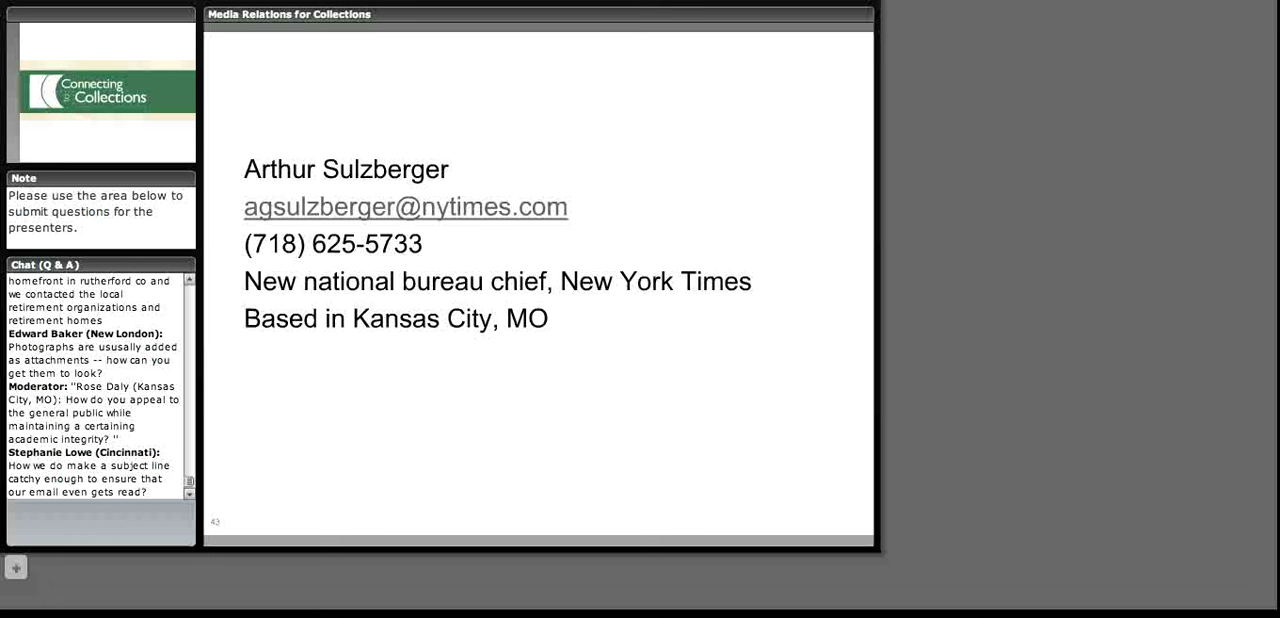 Media Relations for Collections
Connecting
to Collections
Note
Please use the area below to
submit questions for the
presenters.
Chat (Q & A)
homefront in rutherford co and
we contacted the local
retirement organizations and
retirement homes
Edward Baker (New London):
Photographs are ususally added
as attachments -- how can you
get them to look?
Moderator: "Rose Daly (Kansas
City, MO): How do you appeal to
the general public while
maintaining a certaining
academic integrity? "
Stephanie Lowe (Cincinnati):
How we do make a subject line
catchy enough to ensure that
our email even gets read?
Arthur Sulzberger
agsulzberger@nytimes.com
(718) 625-5733
New national bureau chief, New York Times
Based in Kansas City, MO
43